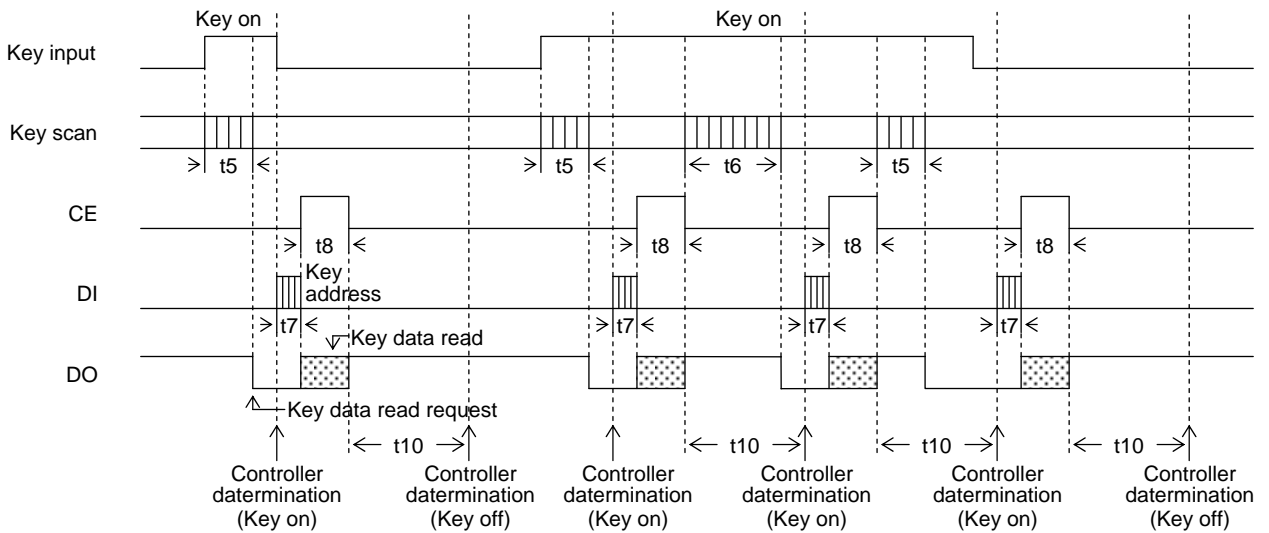 Key on
Key on
Key input
Key scan
t5
t5
t6
t5
CE
t8
t8
t8
t8
Key
address
DI
t7
t7
t7
t7
Key data read
DO
Key data read request
t10
t10
t10
t10
Controller
datermination
(Key on)
Controller
datermination
(Key off)
Controller
datermination
(Key on)
Controller
datermination
(Key on)
Controller
datermination
(Key on)
Controller
datermination
(Key off)